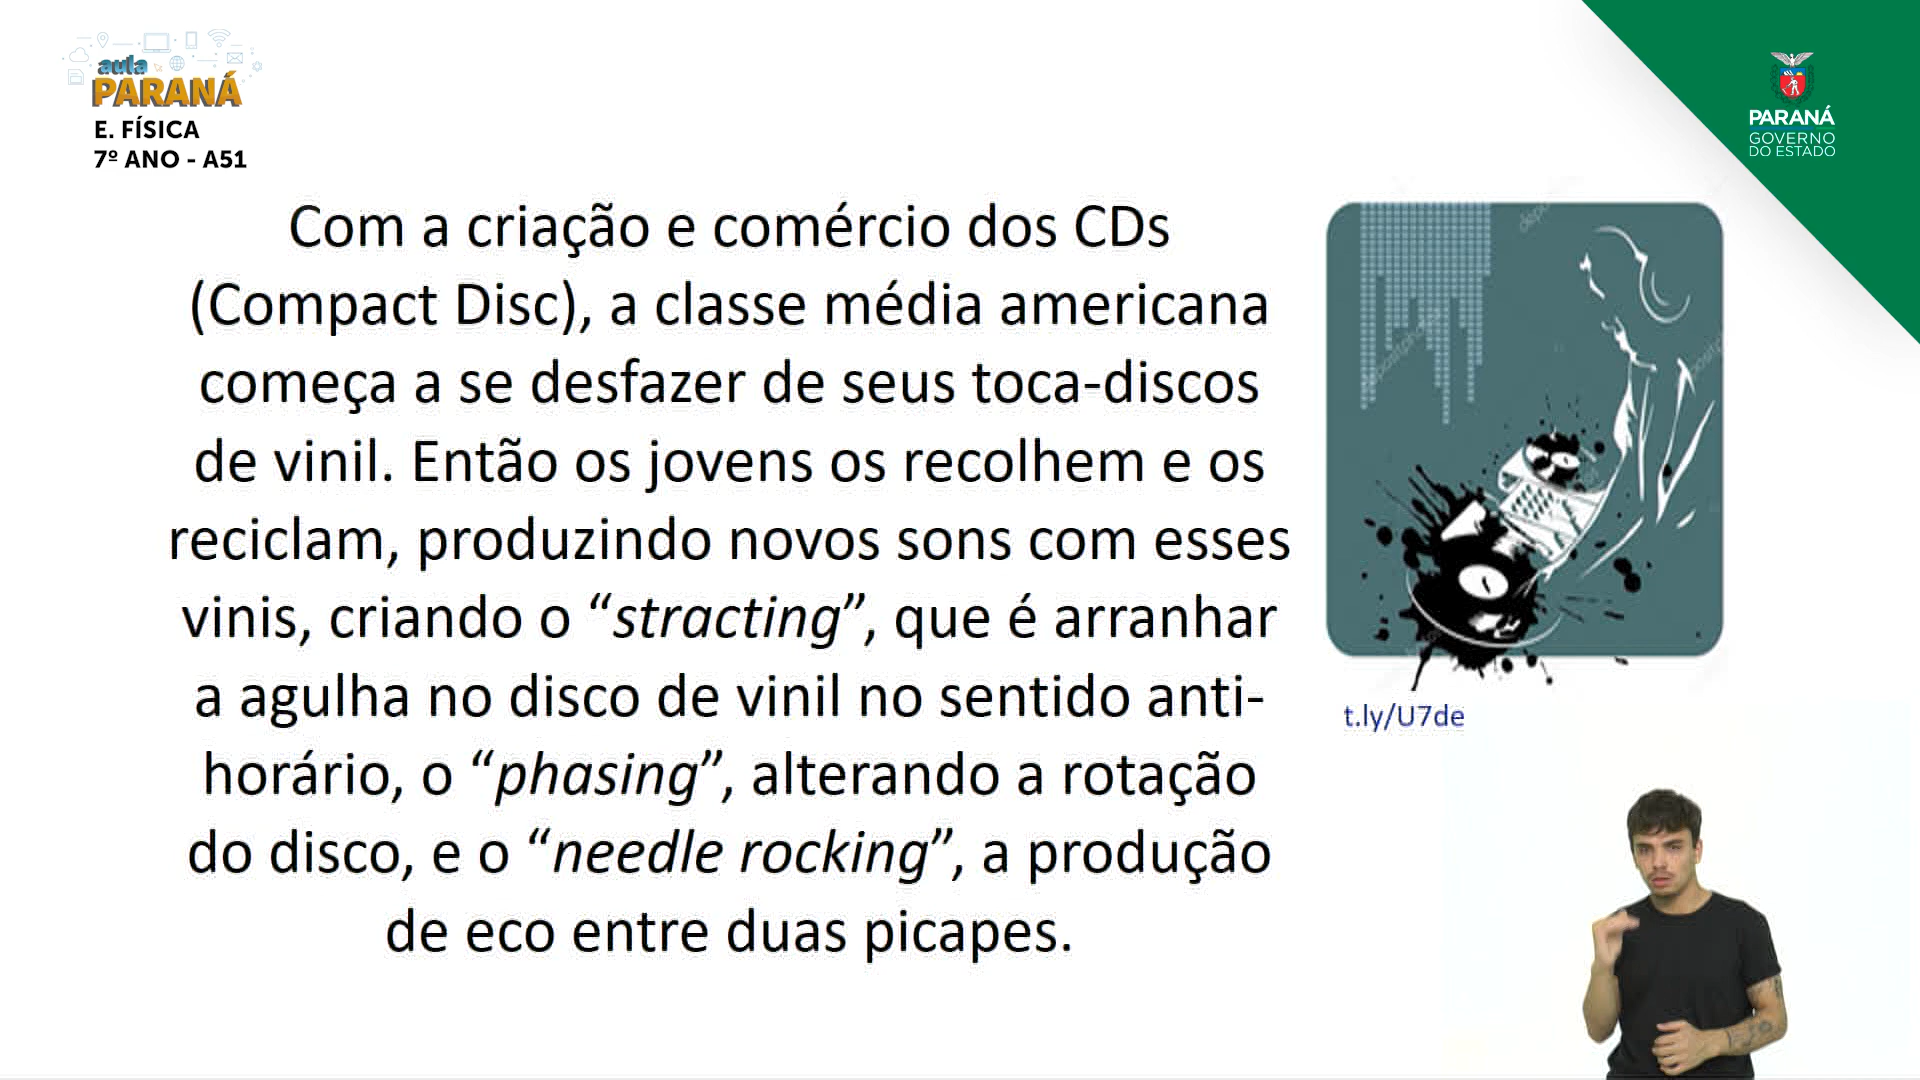 aula
PARANÁ
E. FÍSICA
7º ANO - A51
PARANÁ
GOVERNO
DO ESTADO
Com a criação e comércio dos CDs
(Compact Disc), a classe média americana
começa a se desfazer de seus toca-discos
de vinil. Então os jovens os recolhem e os
reciclam, produzindo novos sons com esses
vinis, criando o “stracting”, que é arranhar
a agulha no disco de vinil no sentido anti-
horário, o “phasing”, alterando a rotação
do disco, e o “needle rocking”, a produção
de eco entre duas picapes.
t.ly/U7de